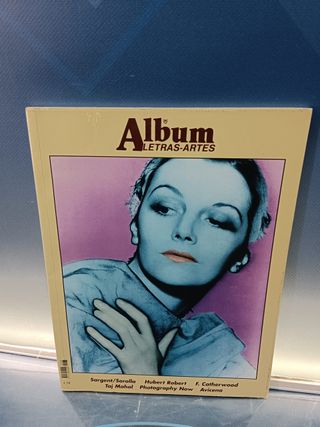 Album
LETRAS-ARTES
Sargent/Sorolla Hubert Robert F. Catherwood
Taj Mahal Photography Now Avicena